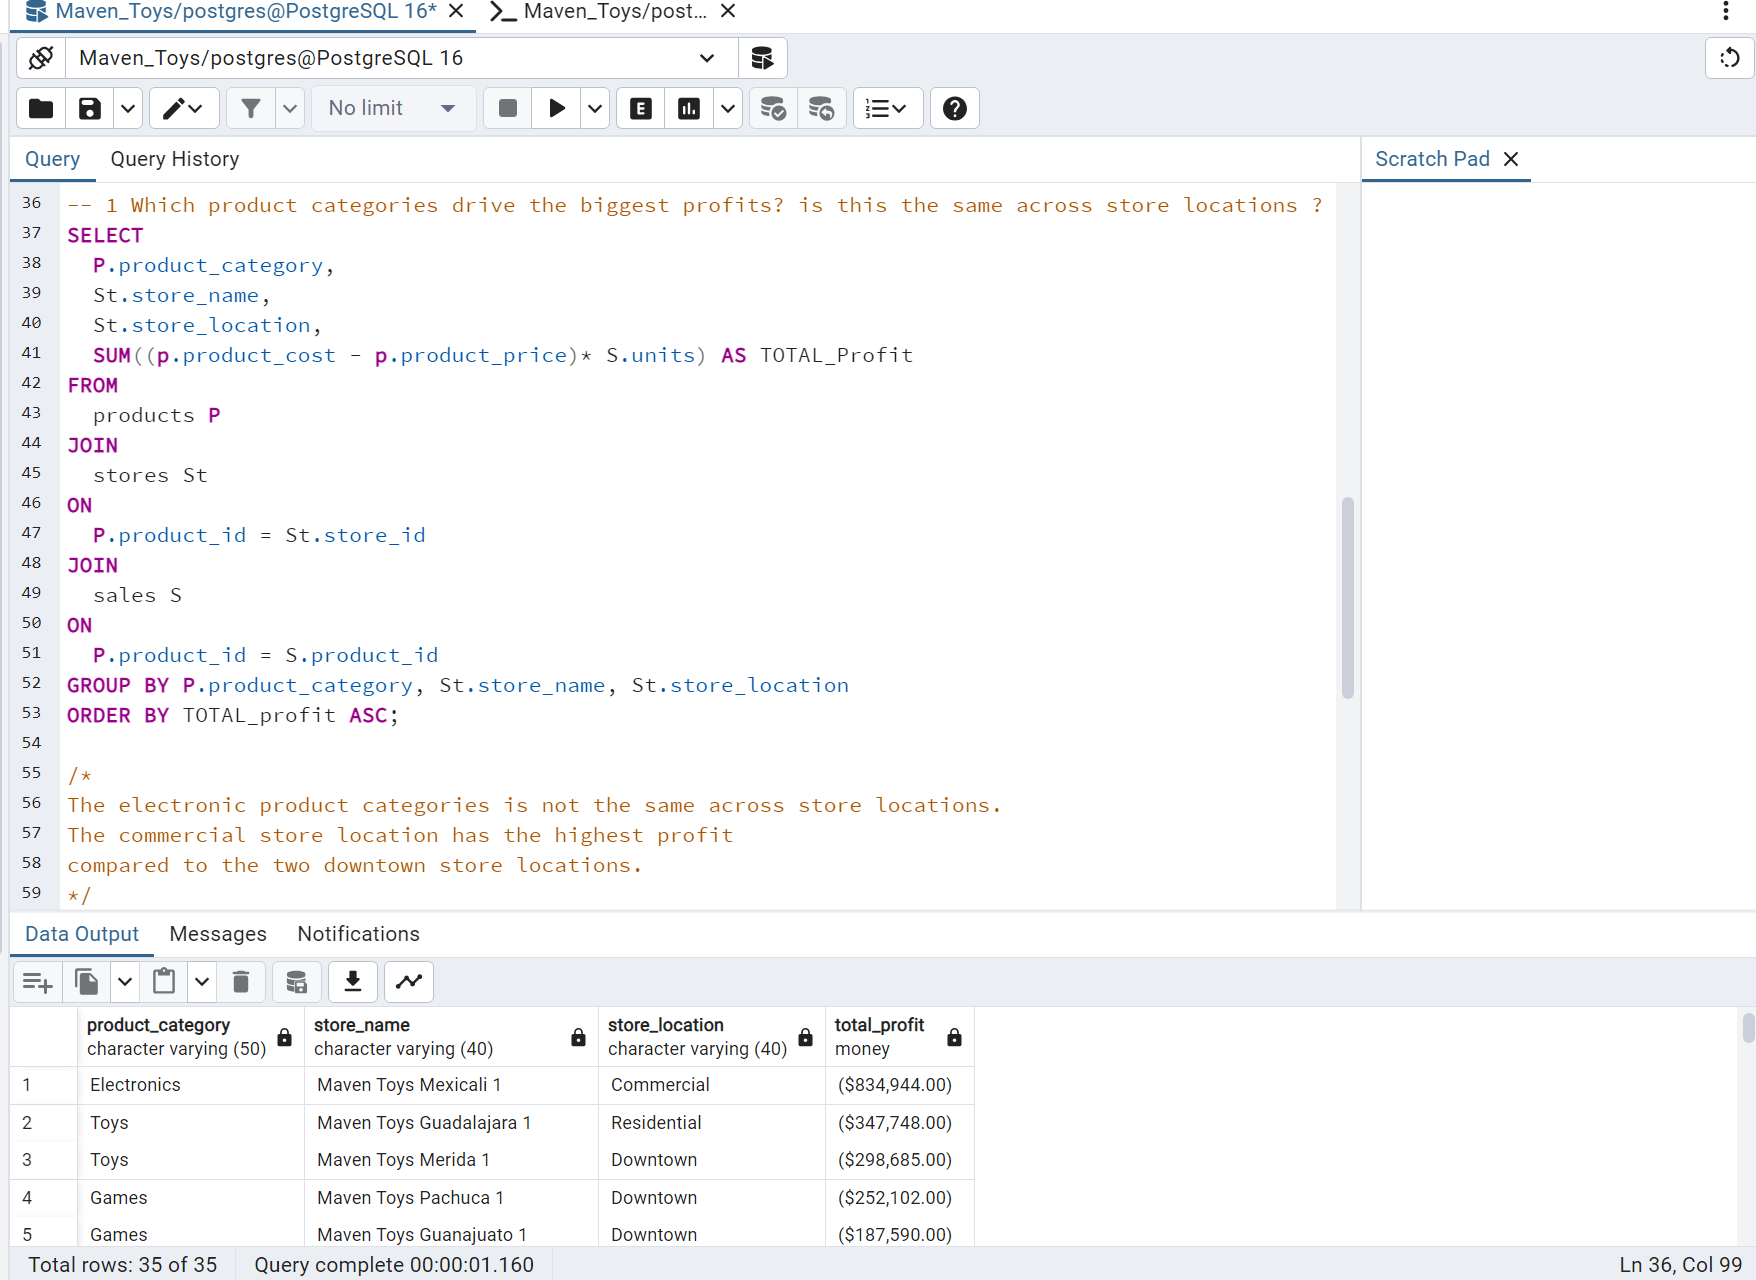 Maven_Toys/postgres@PostgreSQL 16*
Maven_Toys/post...
Maven_Toys/postgres@PostgreSQL 16
No limit
E
Query
Query History
Scratch Pad
36 -- 1 Which product categories drive the biggest profits? is this the same across store locations ?
37 SELECT
38 P.product_category,
39 St.store_name,
40 St.store_location,
41 SUM((p.product_cost - p.product_price)* S.units) AS TOTAL_Profit
42 FROM
43 products P
44 JOIN
45 stores St
46 ON
47 P.product_id = St.store_id
48 JOIN
49 sales S
50 ON
51 P.product_id = S.product_id
52 GROUP BY P.product_category, St.store_name, St.store_location
53 ORDER BY TOTAL_profit ASC;
54
55 /*
56 The electronic product categories is not the same across store locations.
57 The commercial store location has the highest profit
58 compared to the two downtown store locations.
59 */
Data Output
Messages
Notifications
product_category character varying (50)
store_name character varying (40)
store_location character varying (40)
total_profit money
1 Electronics Maven Toys Mexicali 1 Commercial ($834,944.00)
2 Toys Maven Toys Guadalajara 1 Residential ($347,748.00)
3 Toys Maven Toys Merida 1 Downtown ($298,685.00)
4 Games Maven Toys Pachuca 1 Downtown ($252,102.00)
5 Games Maven Toys Guanajuato 1 Downtown ($187,590.00)
Total rows: 35 of 35
Query complete 00:00:01.160
Ln 36, Col 99